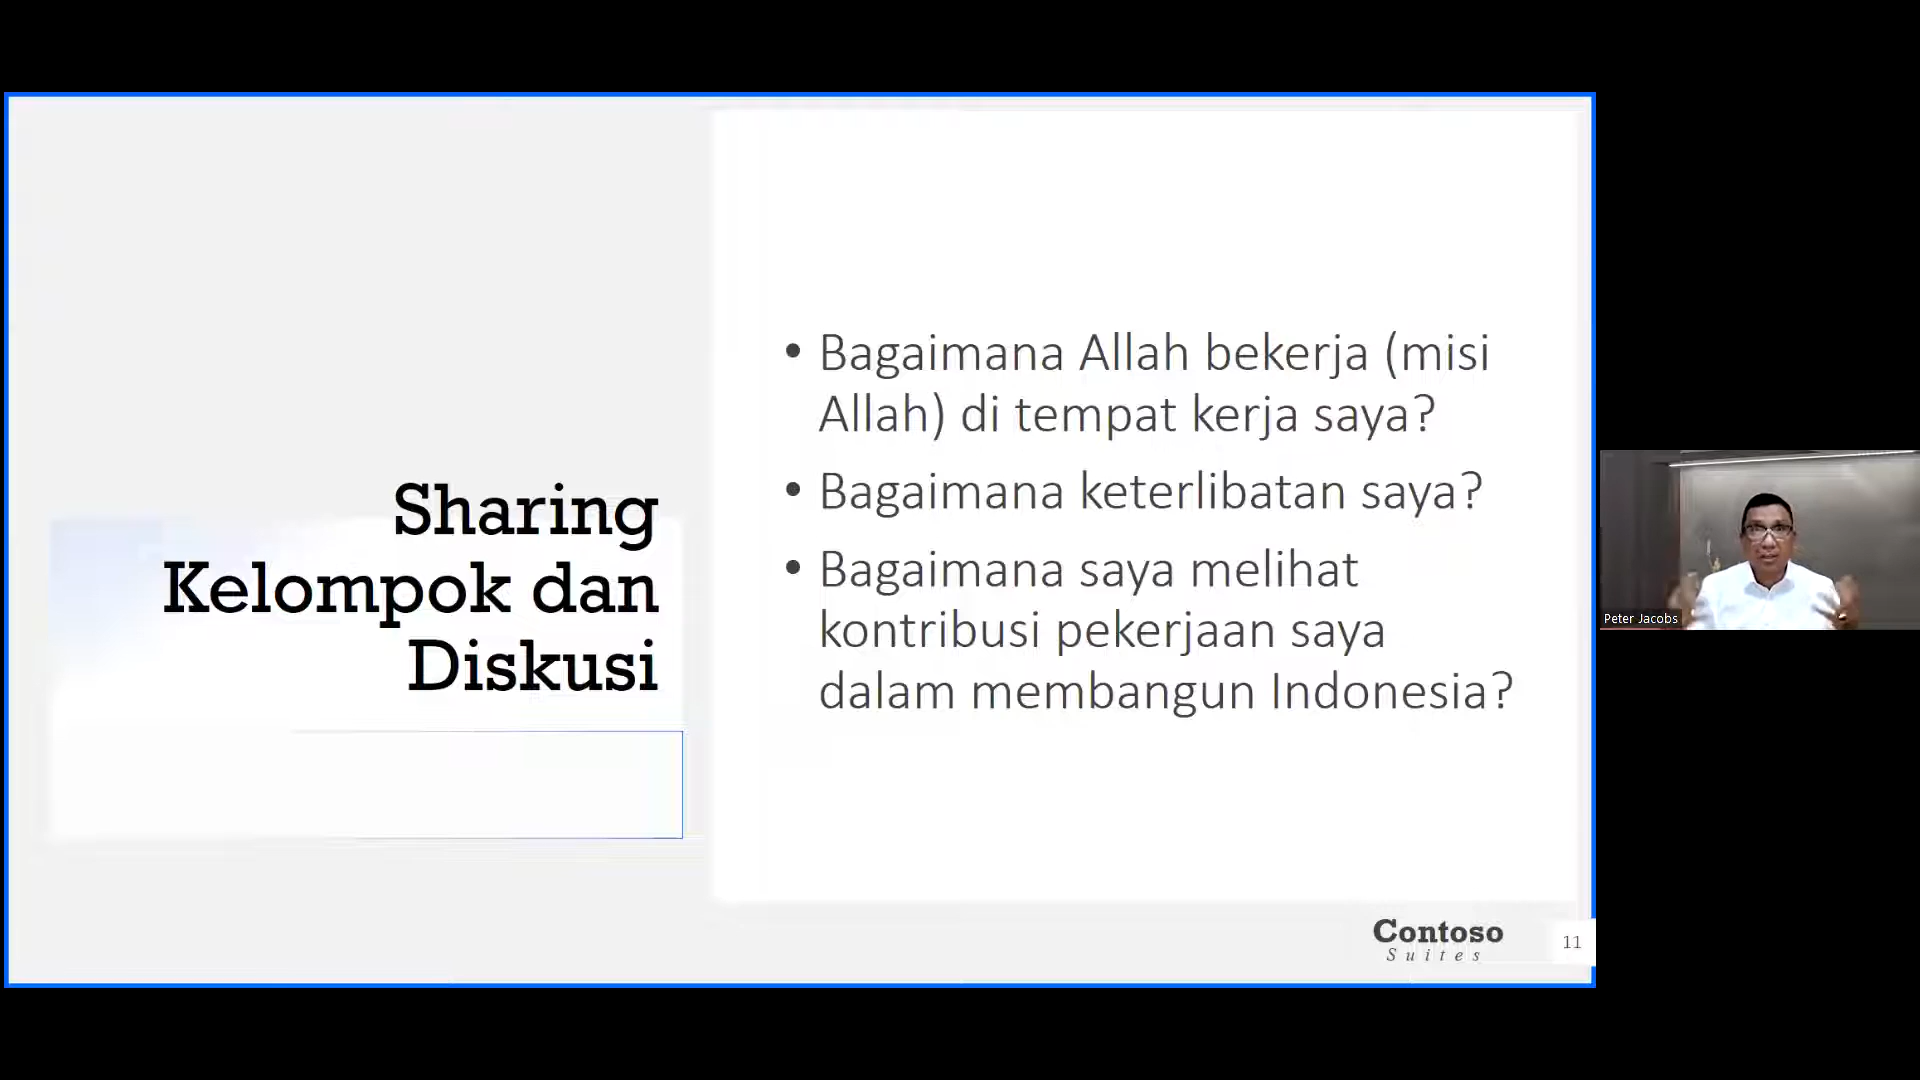 Sharing
Kelompok dan
Diskusi
• Bagaimana Allah bekerja (misi
Allah) di tempat kerja saya?
• Bagaimana keterlibatan saya?
• Bagaimana saya melihat
kontribusi pekerjaan saya
dalam membangun Indonesia?
Contoso
Suites
11
Peter Jacobs